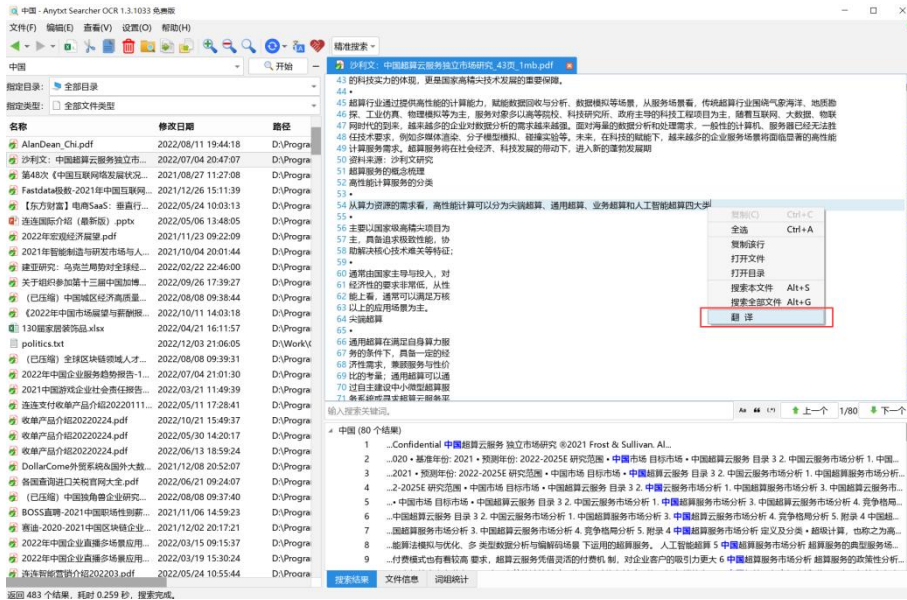 中国 - Anytxt Searcher OCR 1.3.1033 免费版
文件(F) 编辑(E) 查看(V) 设置(O) 帮助(H)
精准搜索
中国 开始
沙利文：中国超算云服务独立市场研究_43页_1mb.pdf
指定目录： 全部目录
指定类型： 全部文件类型
名称 修改日期 路径
AlanDean_Chi.pdf 2022/08/11 19:44:18 D:\Progra
沙利文：中国超算云服务独立市... 2022/07/04 20:47:07 D:\Progra
第48次《中国互联网络发展状况... 2021/08/27 11:27:08 D:\Progra
Fastdata极数-2021年中国互联网... 2021/12/26 15:11:39 D:\Progra
【东方财富】电商SaaS：垂直行... 2022/05/24 10:03:13 D:\Progra
连连国际介绍（最新版）.pptx 2022/05/06 13:48:05 D:\Progra
2022年宏观经济展望.pdf 2021/11/23 09:22:09 D:\Progra
2021年智能制造与研发市场与人... 2021/10/04 20:01:44 D:\Progra
建亚研究：乌克兰局势对全球经... 2022/02/22 22:46:00 D:\Progra
关于组织参加第十三届中国加博... 2022/09/26 17:39:27 D:\Progra
（已压缩）中国城区经济高质量... 2022/08/08 09:38:44 D:\Progra
《2022年中国市场展望与薪酬报... 2022/10/11 14:03:18 D:\Progra
130据家居装饰品.xlsx 2022/04/21 16:11:57 D:\Progra
politics.txt 2022/12/03 21:06:05 D:\Work\C
（已压缩）全球区块链领域人才... 2022/08/08 09:39:31 D:\Progra
2022年中国企业服务趋势报告-1... 2022/07/04 21:01:30 D:\Progra
2021中国游戏企业社会责任报告... 2022/03/21 11:49:39 D:\Progra
连连支付收单产品介绍20220111... 2022/05/11 17:28:41 D:\Progra
收单产品介绍20220224.pdf 2022/10/21 15:49:37 D:\Progra
收单产品介绍20220224.pdf 2022/05/30 14:20:17 D:\Progra
收单产品介绍20220224.pdf 2022/06/13 18:59:24 D:\Progra
DollarCome外贸系统&国外大数... 2021/12/08 20:52:07 D:\Progra
各国查询进口关税官网大全.pdf 2022/06/21 09:24:07 D:\Progra
（已压缩）中国独角兽企业研究... 2022/08/08 09:37:40 D:\Progra
BOSS直聘-2021中国职场性别薪... 2021/11/06 14:59:23 D:\Progra
赛迪-2020-2021中国区块链企业... 2021/12/02 20:17:21 D:\Progra
2022年中国企业直播多场景应用... 2022/03/15 09:15:37 D:\Progra
2022年中国企业直播多场景应用... 2022/03/19 15:30:24 D:\Progra
连连智能营销介绍202203.pdf 2022/05/24 10:55:44 D:\Progra
43 的科技实力的体现，更是国家高精尖技术发展的重要保障。
44
45 超算行业通过提供高性能的计算能力，赋能数据回收与分析、数据模拟等场景，从服务场景看，传统超算行业围绕气象海洋、地质勘
46 探、工业仿真、物理模拟等为主，服务对象多以高等院校、科技研究所、政府主导的科技工程项目为主，随着互联网、大数据、物联
47 网时代的到来，越来越多的企业对数据分析的需求越来越强。面对海量的数据分析和处理需求，一般性的计算机、服务器已经无法胜
48 任技术要求，例如多媒体渲染、分子模型模拟、碰撞实验等。未来，在科技的赋能下，越来越多的企业服务场将面临显著的高性能
49 计算服务需求。超算服务将在社会经济、科技发展的带动下，进入新的蓬勃发展期
50 资料来源：沙利文研究
51 超算服务的概念梳理
52 高性能计算服务的分类
53
54 从算力资源的需求看，高性能计算可以分为尖端超算、通用超算、业务超算和人工智能超算四大类
55
56 主要以国家级高精尖项目为
57 主，具备追求极致性能，协
58 助解决核心技术难关等特征；
59
60 通常由国家主导与投入，对
61 经济性的要求非常低，从性
62 能上看，通常可以满足万核
63 以上的应用场景为主。
64 尖端超算
65
66 通用超算在满足自身算力服
67 务的条件下，具备一定的经
68 济性需求，兼顾服务与性价
69 比的考量；通用超算可以通
70 过自主建设中小微型超算服
71 务系统或寻求超算云服务平
复制(C) Ctrl+C
全选 Ctrl+A
复制该行
打开文件
打开目录
搜索本文件 Alt+S
搜索全部文件 Alt+G
翻 译
输入搜索关键词。 Aa 上一个 1/80 下一个
中国 (80 个结果)
1 ...Confidential 中国超算云服务 独立市场研究 ©2021 Frost & Sullivan. Al...
2 ...020 • 基准年份: 2021 • 预测年份: 2022-2025E 研究范围 • 中国市场 目标市场 • 中国超算云服务 目录 3 2. 中国云服务市场分析 1. 中国...
3 ...2021 • 预测年份: 2022-2025E 研究范围 • 中国市场 目标市场 • 中国超算云服务 目录 3 2. 中国云服务市场分析 1. 中国超算服务市场分析...
4 ...2-2025E 研究范围 • 中国市场 目标市场 • 中国超算云服务 目录 3 2. 中国云服务市场分析 1. 中国超算服务市场分析 3. 中国超算云服务市...
5 ...• 中国市场 目标市场 • 中国超算云服务 目录 3 2. 中国云服务市场分析 1. 中国超算服务市场分析 3. 中国超算云服务市场分析 4. 竞争格局...
6 ...中国超算云服务 目录 3 2. 中国云服务市场分析 1. 中国超算服务市场分析 3. 中国超算云服务市场分析 4. 竞争格局分析 5. 附录 4 中国超...
7 ...国超算服务市场分析 3. 中国超算云服务市场分析 4. 竞争格局分析 5. 附录 4 中国超算服务市场分析 定义及分类 • 超级计算，也称之为高...
8 ...能算法模拟与优化、多 类型数据分析与编解码场景 下运用的超算服务。 人工智能超算 5 中国超算服务市场分析 超算服务的典型服务场...
9 ...付费模式也有着较高 要求，超算云服务凭借灵活的付费机 制，对企业客户的吸引力更大 6 中国超算服务市场分析 超算服务的政策性分析...
搜索结果 文件信息 词组统计
返回 483 个结果，耗时 0.259 秒，搜索完成。